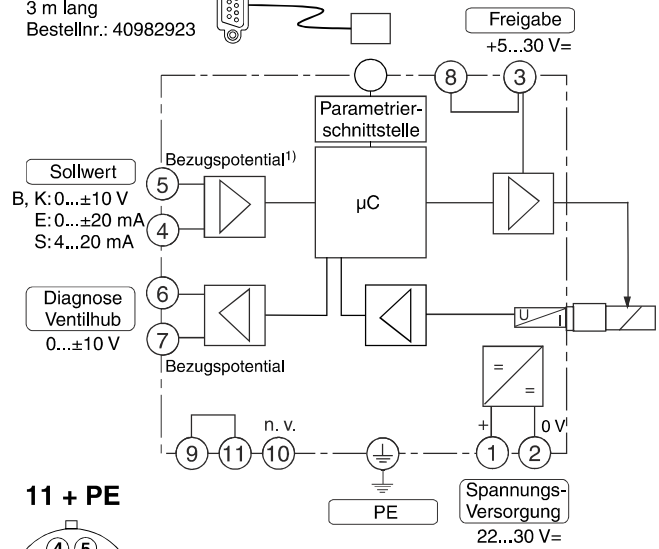 3 m lang
Bestellnr.: 40982923
Freigabe
+5...30 V=
8
3
Parametrier-
schnittstelle
Bezugspotential¹⁾
Sollwert
5
B, K: 0...±10 V
E: 0...±20 mA
4
S: 4...20 mA
µC
6
Diagnose
Ventilhub
7
0...±10 V
Bezugspotential
U
I
=
=
n. v.
+
0 V
9
11
10
1
2
PE
Spannungs-
Versorgung
22...30 V=
11 + PE
4 5